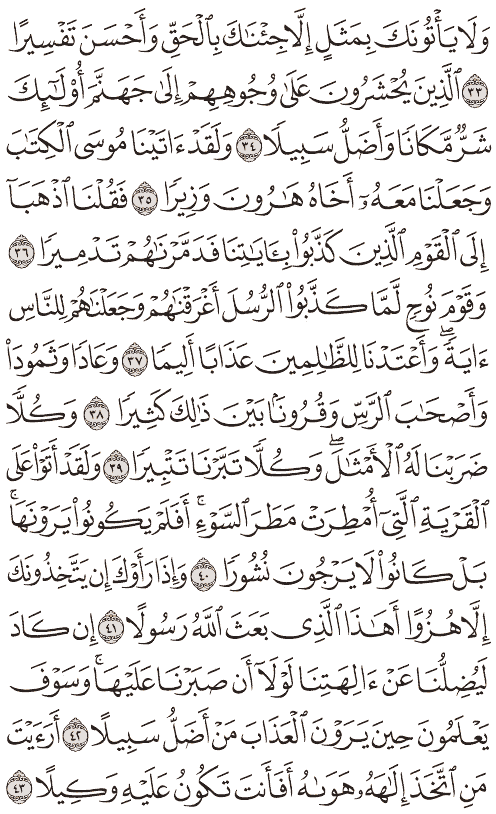 وَلَا يَأْتُونَكَ بِمَثَلٍ إِلَّا جِئْنَٰكَ بِٱلْحَقِّ وَأَحْسَنَ تَفْسِيرًا
٣٣ ٱلَّذِينَ يُحْشَرُونَ عَلَىٰ وُجُوهِهِمْ إِلَىٰ جَهَنَّمَ أُو۟لَٰٓئِكَ
شَرٌّ مَّكَانًا وَأَضَلُّ سَبِيلًا ٣٤ وَلَقَدْ ءَاتَيْنَا مُوسَى ٱلْكِتَٰبَ
وَجَعَلْنَا مَعَهُۥٓ أَخَاهُ هَٰرُونَ وَزِيرًا ٣٥ فَقُلْنَا ٱذْهَبَآ
إِلَى ٱلْقَوْمِ ٱلَّذِينَ كَذَّبُوا۟ بِـَٔايَٰتِنَا فَدَمَّرْنَٰهُمْ تَدْمِيرًا ٣٦
وَقَوْمَ نُوحٍ لَّمَّا كَذَّبُوا۟ ٱلرُّسُلَ أَغْرَقْنَٰهُمْ وَجَعَلْنَٰهُمْ لِلنَّاسِ
ءَايَةً ۖ وَأَعْتَدْنَا لِلظَّٰلِمِينَ عَذَابًا أَلِيمًا ٣٧ وَعَادًا وَثَمُودَا۟
وَأَصْحَٰبَ ٱلرَّسِّ وَقُرُونًۢا بَيْنَ ذَٰلِكَ كَثِيرًا ٣٨ وَكُلًّا
ضَرَبْنَا لَهُ ٱلْأَمْثَٰلَ ۖ وَكُلًّا تَبَّرْنَا تَتْبِيرًا ٣٩ وَلَقَدْ أَتَوْا۟ عَلَى
ٱلْقَرْيَةِ ٱلَّتِىٓ أُمْطِرَتْ مَطَرَ ٱلسَّوْءِ ۚ أَفَلَمْ يَكُونُوا۟ يَرَوْنَهَا ۚ
بَلْ كَانُوا۟ لَا يَرْجُونَ نُشُورًا ٤٠ وَإِذَا رَأَوْكَ إِن يَتَّخِذُونَكَ
إِلَّا هُزُوًا أَهَٰذَا ٱلَّذِى بَعَثَ ٱللَّهُ رَسُولًا ٤١ إِن كَادَ
لَيُضِلُّنَا عَنْ ءَالِهَتِنَا لَوْلَآ أَن صَبَرْنَا عَلَيْهَا ۚ وَسَوْفَ
يَعْلَمُونَ حِينَ يَرَوْنَ ٱلْعَذَابَ مَنْ أَضَلُّ سَبِيلًا ٤٢ أَرَءَيْتَ
مَنِ ٱتَّخَذَ إِلَٰهَهُۥ هَوَىٰهُ أَفَأَنتَ تَكُونُ عَلَيْهِ وَكِيلًا ٤٣